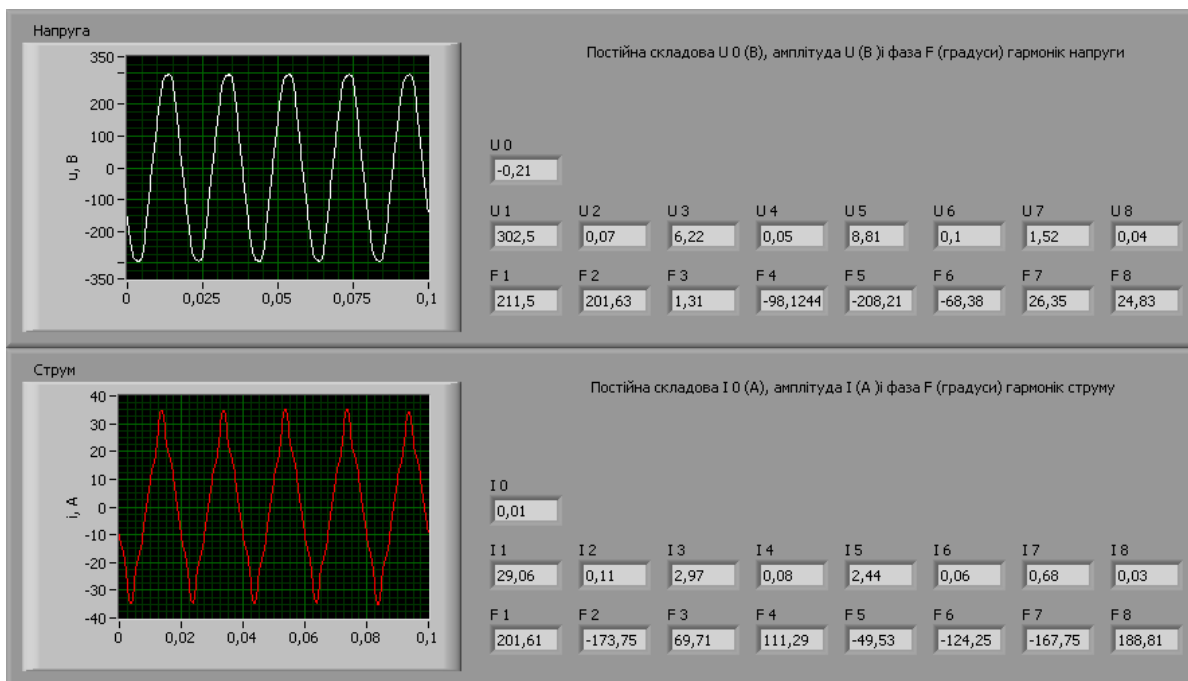 Напруга
Постійна складова U 0 (В), амплітуда U (В )і фаза F (градуси) гармонік напруги
350
200
100
0
-100
-200
-350
u, В
0 0,025 0,05 0,075 0,1
U 0
-0,21
U 1 U 2 U 3 U 4 U 5 U 6 U 7 U 8
302,5 0,07 6,22 0,05 8,81 0,1 1,52 0,04
F 1 F 2 F 3 F 4 F 5 F 6 F 7 F 8
211,5 201,63 1,31 -98,1244 -208,21 -68,38 26,35 24,83
Струм
Постійна складова I 0 (А), амплітуда I (А )і фаза F (градуси) гармонік струму
40
30
20
10
0
-10
-20
-30
-40
i, А
0 0,02 0,04 0,06 0,08 0,1
I 0
0,01
I 1 I 2 I 3 I 4 I 5 I 6 I 7 I 8
29,06 0,11 2,97 0,08 2,44 0,06 0,68 0,03
F 1 F 2 F 3 F 4 F 5 F 6 F 7 F 8
201,61 -173,75 69,71 111,29 -49,53 -124,25 -167,75 188,81